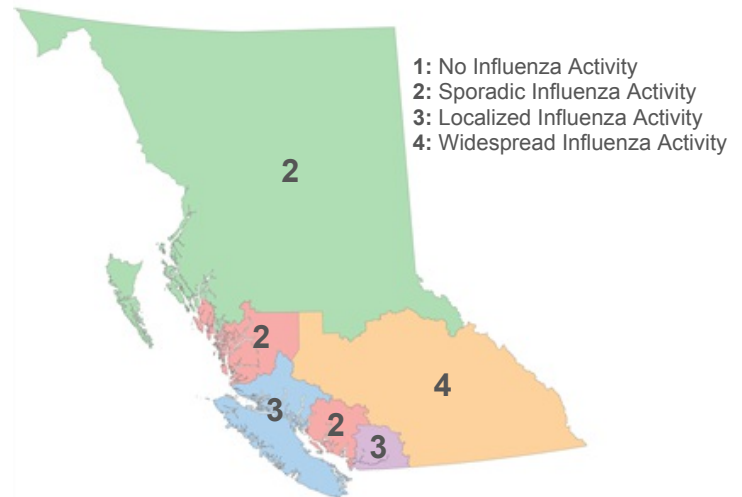 1: No Influenza Activity
2: Sporadic Influenza Activity
3: Localized Influenza Activity
4: Widespread Influenza Activity
2
2
4
3
2
3